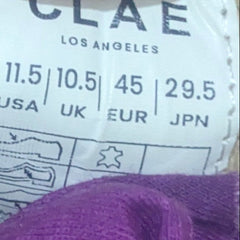 CLAE
LOS ANGELES
11.5 | 10.5 | 45 | 29.5
USA UK EUR JPN